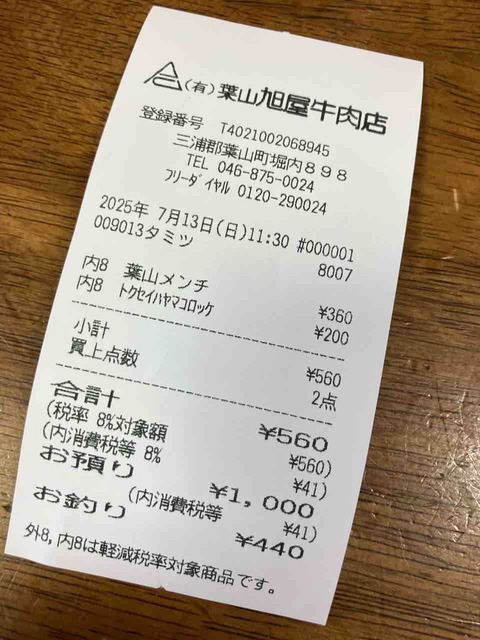 (有)葉山旭屋牛肉店
登録番号 T4021002068945
三浦郡葉山町堀内898
TEL 046-875-0024
フリーダイヤル 0120-290024
2025年 7月13日(日)11:30 #000001
009013タミツ 8007
内8 葉山メンチ ¥360
内8 トクセイハヤマコロッケ ¥200
小計 ¥560
買上点数 2点
合計 ¥560
(税率 8%対象額 ¥560)
(内消費税等 8% ¥41)
お預り ¥1,000
(内消費税等 ¥41)
お釣り ¥440
外8,内8は軽減税率対象商品です。